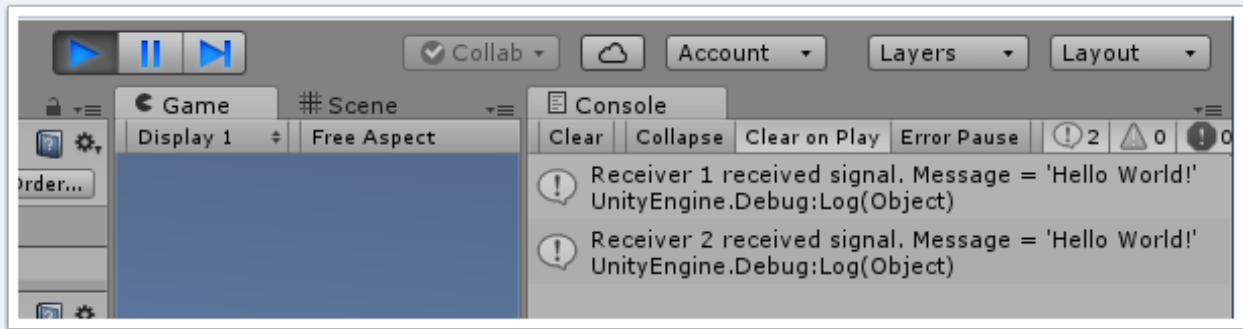 Collab Account Layers Layout
Game Scene Console
Display 1 Free Aspect Clear Collapse Clear on Play Error Pause 2 0 0
Order...
Receiver 1 received signal. Message = 'Hello World!'
UnityEngine.Debug:Log(Object)
Receiver 2 received signal. Message = 'Hello World!'
UnityEngine.Debug:Log(Object)